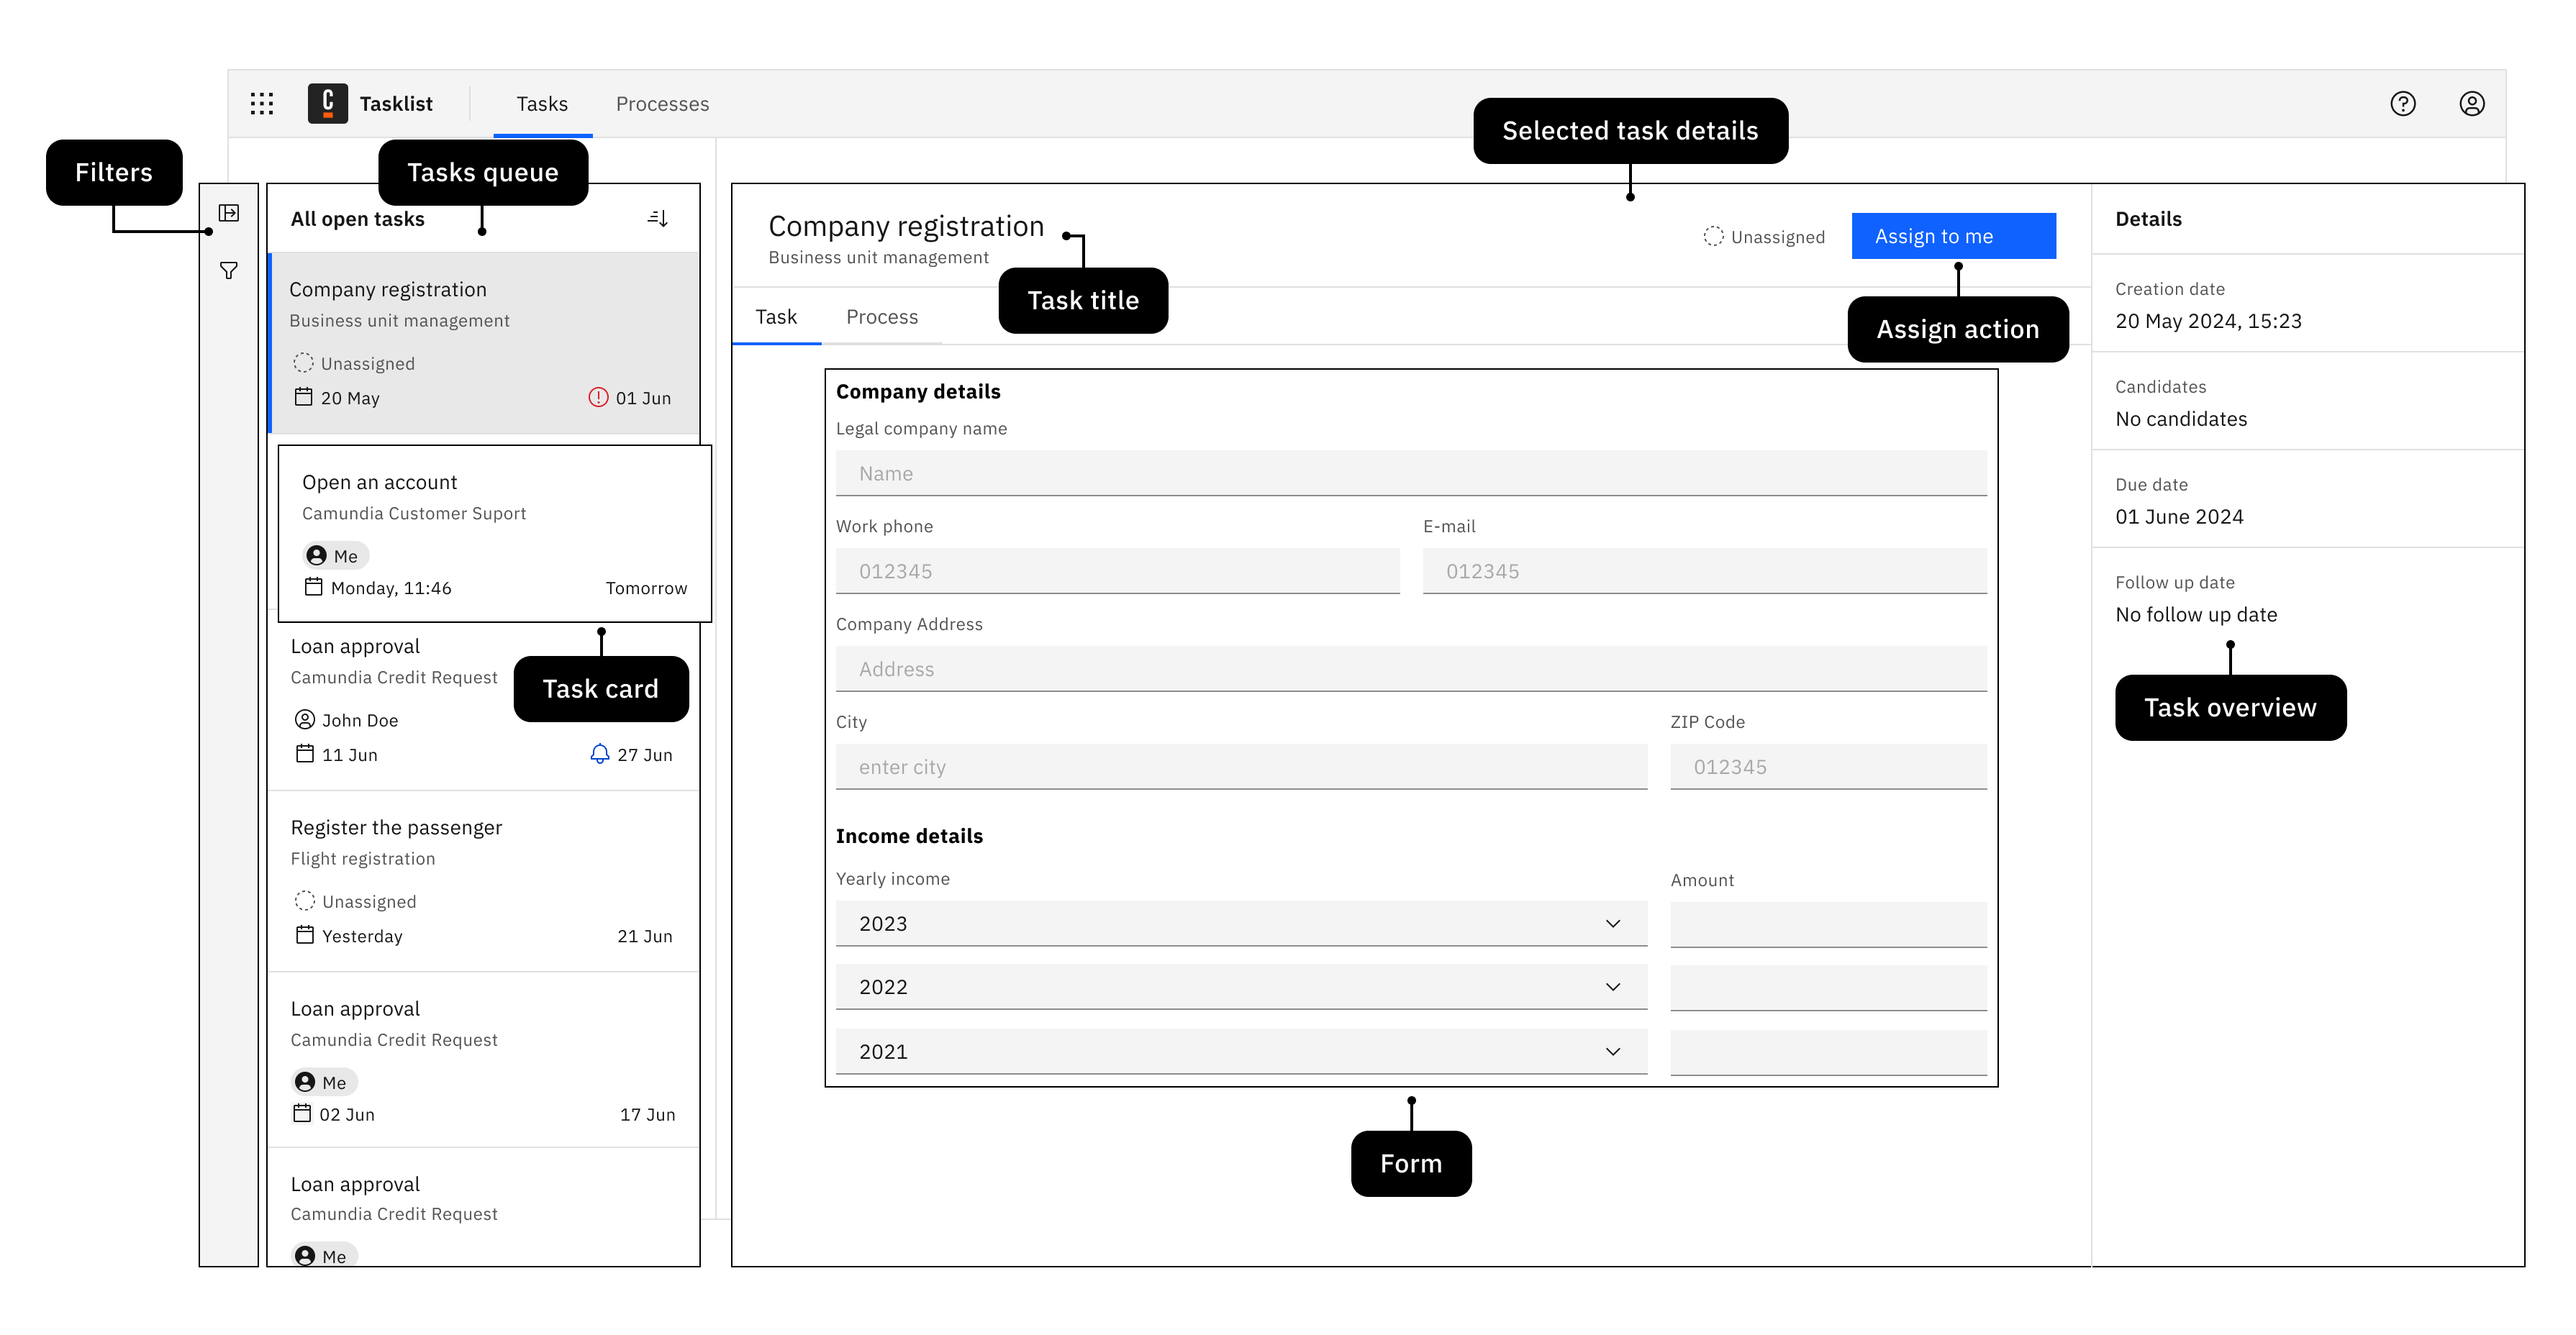 Tasklist
Tasks
Processes
Filters
Tasks queue
Selected task details
All open tasks
Company registration
Business unit management
Unassigned
20 May
01 Jun
Open an account
Camundia Customer Suport
Me
Monday, 11:46
Tomorrow
Task card
Loan approval
Camundia Credit Request
John Doe
11 Jun
27 Jun
Register the passenger
Flight registration
Unassigned
Yesterday
21 Jun
Loan approval
Camundia Credit Request
Me
02 Jun
17 Jun
Loan approval
Camundia Credit Request
Me
Company registration
Business unit management
Task title
Unassigned
Assign to me
Assign action
Task
Process
Company details
Legal company name
Name
Work phone
E-mail
012345
012345
Company Address
Address
City
ZIP Code
enter city
012345
Income details
Yearly income
Amount
2023
2022
2021
Form
Details
Creation date
20 May 2024, 15:23
Candidates
No candidates
Due date
01 June 2024
Follow up date
No follow up date
Task overview